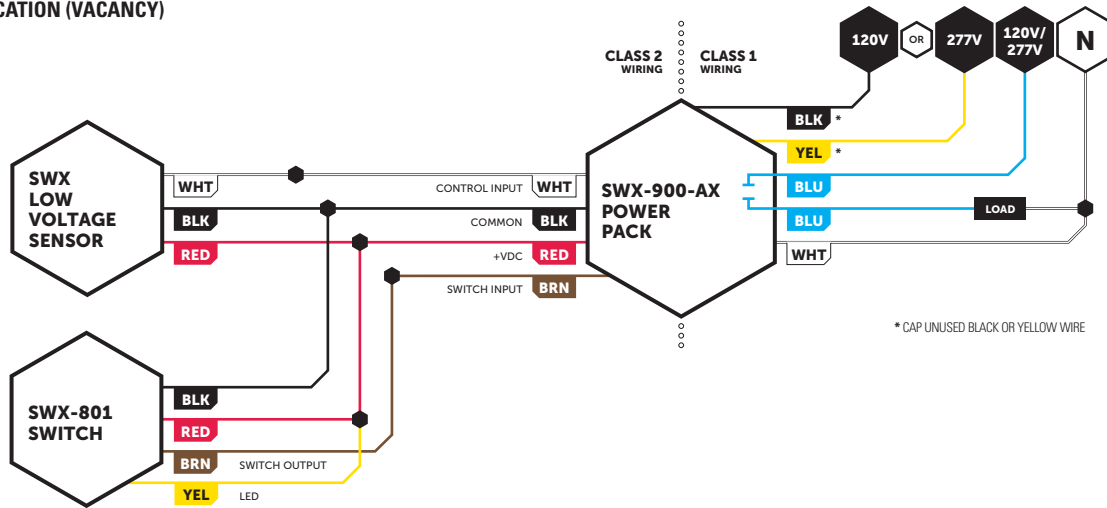 CATION (VACANCY)
CLASS 2
WIRING
CLASS 1
WIRING
120V
OR
277V
120V/
277V
N
BLK *
YEL *
BLU
BLU
LOAD
WHT
SWX
LOW
VOLTAGE
SENSOR
WHT
BLK
RED
CONTROL INPUT WHT
COMMON BLK
+VDC RED
SWITCH INPUT BRN
SWX-900-AX
POWER
PACK
* CAP UNUSED BLACK OR YELLOW WIRE
SWX-801
SWITCH
BLK
RED
BRN SWITCH OUTPUT
YEL LED